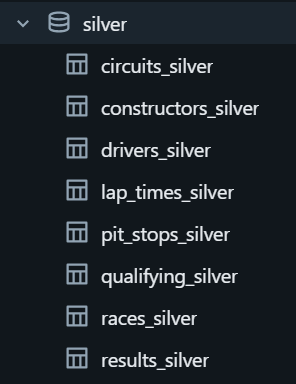 silver
circuits_silver
constructors_silver
drivers_silver
lap_times_silver
pit_stops_silver
qualifying_silver
races_silver
results_silver